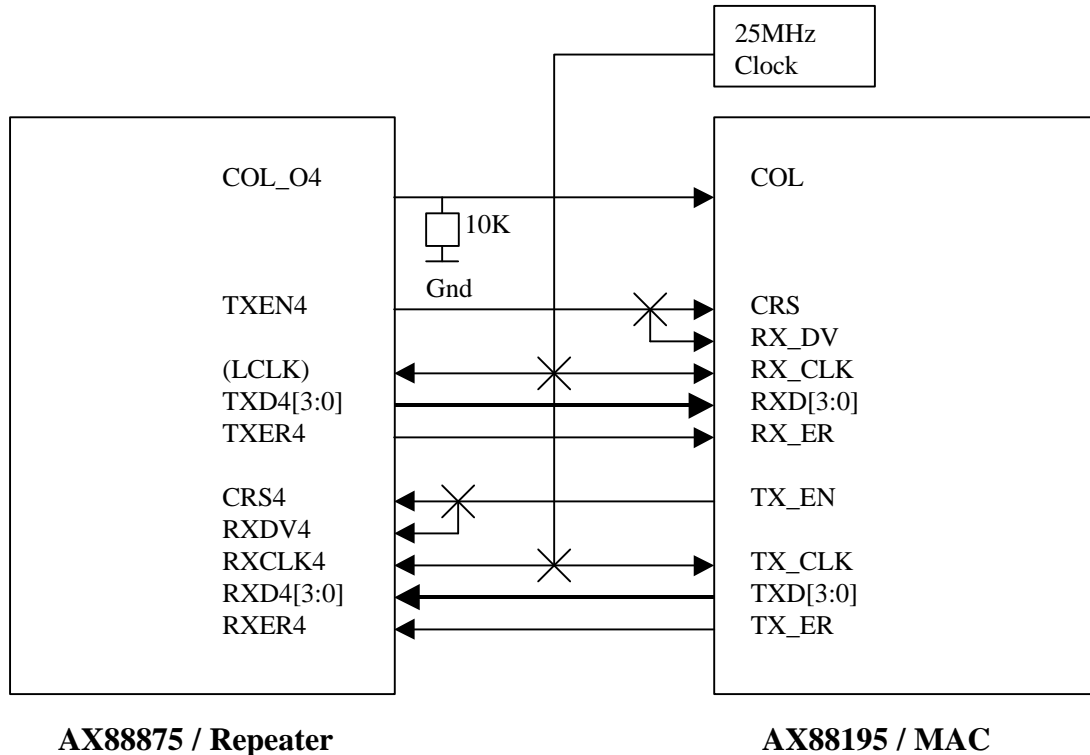 25MHz
Clock
COL_O4
COL
10K
Gnd
TXEN4
CRS
RX_DV
(LCLK)
RX_CLK
TXD4[3:0]
RXD[3:0]
TXER4
RX_ER
CRS4
TX_EN
RXDV4
RXCLK4
TX_CLK
RXD4[3:0]
TXD[3:0]
RXER4
TX_ER
AX88875 / Repeater
AX88195 / MAC